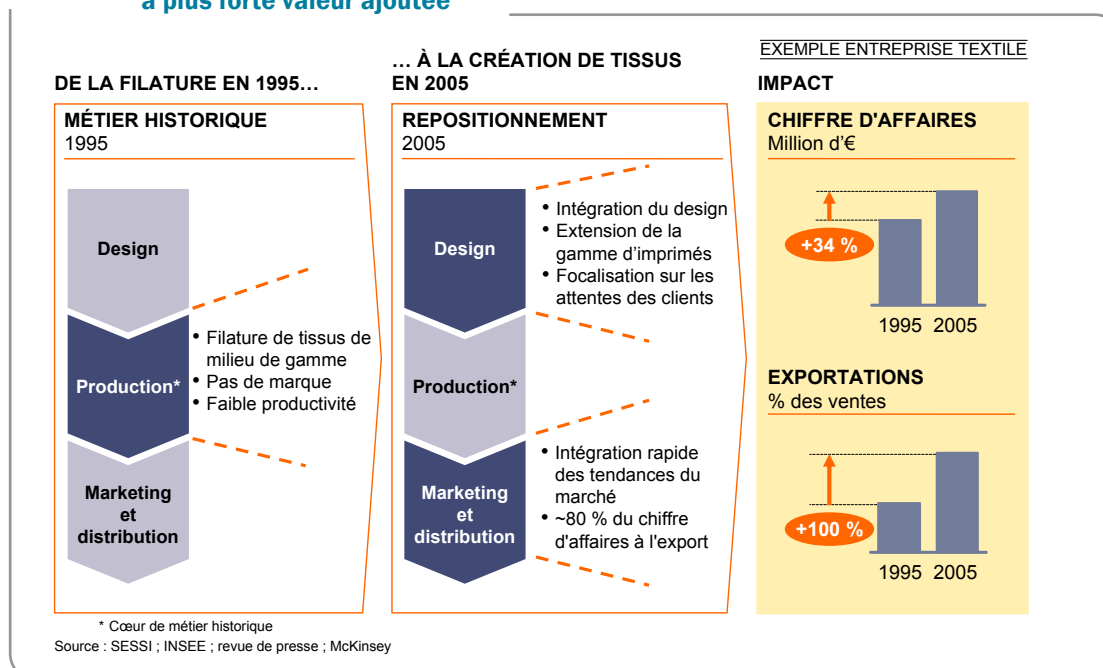 à plus forte valeur ajoutée
EXEMPLE ENTREPRISE TEXTILE
DE LA FILATURE EN 1995…
… À LA CRÉATION DE TISSUS
EN 2005
IMPACT
MÉTIER HISTORIQUE
1995
Design
Production*
• Filature de tissus de
milieu de gamme
• Pas de marque
• Faible productivité
Marketing
et
distribution
REPOSITIONNEMENT
2005
Design
• Intégration du design
• Extension de la
gamme d'imprimés
• Focalisation sur les
attentes des clients
Production*
Marketing
et
distribution
• Intégration rapide
des tendances du
marché
• ~80 % du chiffre
d'affaires à l'export
CHIFFRE D'AFFAIRES
Million d'€
+34 %
1995 2005
EXPORTATIONS
% des ventes
+100 %
1995 2005
* Cœur de métier historique
Source : SESSI ; INSEE ; revue de presse ; McKinsey